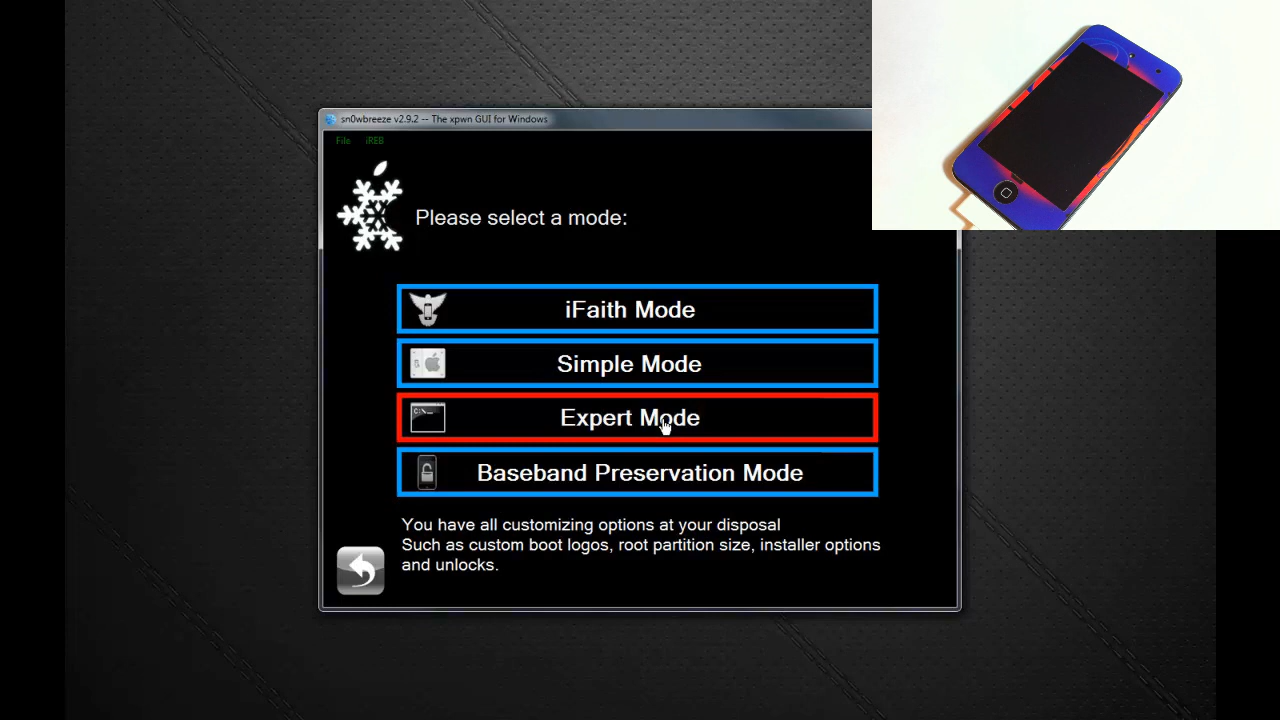 sn0wbreeze v2.9.2 -- The xpwn GUI for Windows
File iREB
Please select a mode:
iFaith Mode
Simple Mode
C:\._
Expert Mode
Baseband Preservation Mode
You have all customizing options at your disposal
Such as custom boot logos, root partition size, installer options
and unlocks.